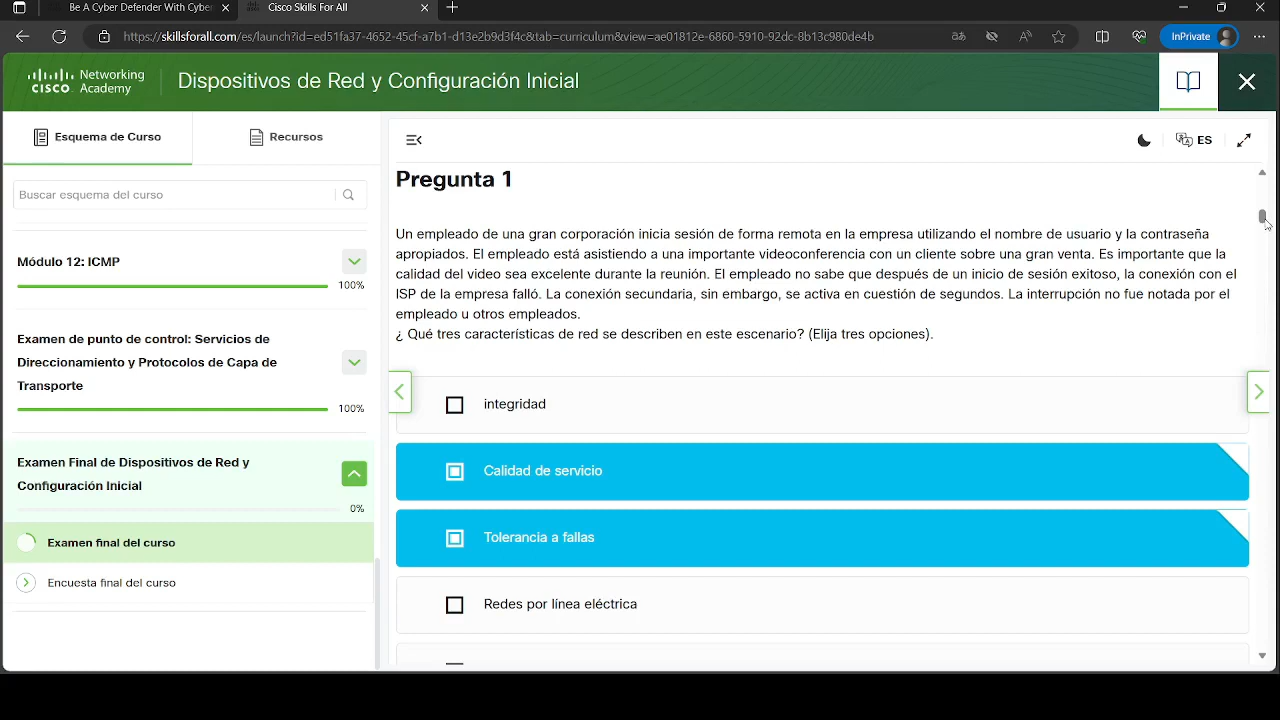 Be A Cyber Defender With Cyber
Cisco Skills For All
https://skillsforall.com/es/launch?id=ed51fa37-4652-45cf-a7b1-d13e2b9d3f4c&tab=curriculum&view=ae01812e-6860-5910-92dc-8b13c980de4b
InPrivate
CISCO Networking Academy
Dispositivos de Red y Configuración Inicial
Esquema de Curso
Recursos
ES
Buscar esquema del curso
Módulo 12: ICMP
100%
Examen de punto de control: Servicios de
Direccionamiento y Protocolos de Capa de
Transporte
100%
Examen Final de Dispositivos de Red y
Configuración Inicial
0%
Examen final del curso
Encuesta final del curso
Pregunta 1
Un empleado de una gran corporación inicia sesión de forma remota en la empresa utilizando el nombre de usuario y la contraseña
apropiados. El empleado está asistiendo a una importante videoconferencia con un cliente sobre una gran venta. Es importante que la
calidad del video sea excelente durante la reunión. El empleado no sabe que después de un inicio de sesión exitoso, la conexión con el
ISP de la empresa falló. La conexión secundaria, sin embargo, se activa en cuestión de segundos. La interrupción no fue notada por el
empleado u otros empleados.
¿ Qué tres características de red se describen en este escenario? (Elija tres opciones).
integridad
Calidad de servicio
Tolerancia a fallas
Redes por línea eléctrica